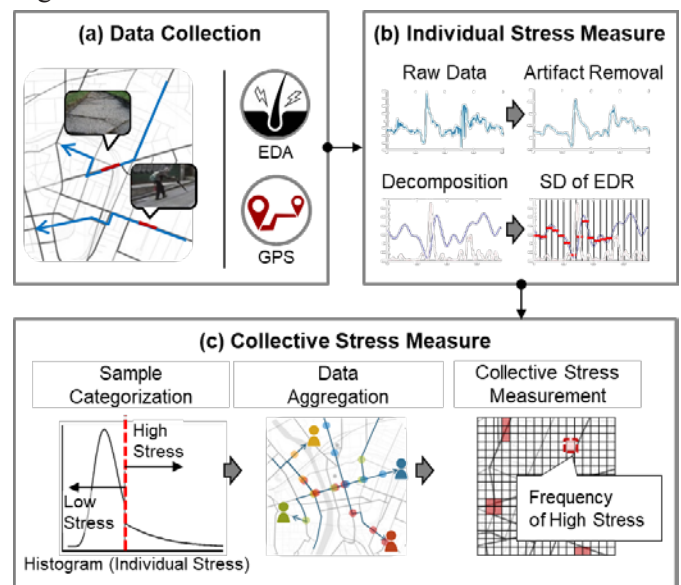 (a) Data Collection
EDA
GPS
(b) Individual Stress Measure
Raw Data
Artifact Removal
Decomposition
SD of EDR
(c) Collective Stress Measure
Sample
Categorization
Data
Aggregation
Collective Stress
Measurement
High
Stress
Low
Stress
Histogram (Individual Stress)
Frequency
of High Stress